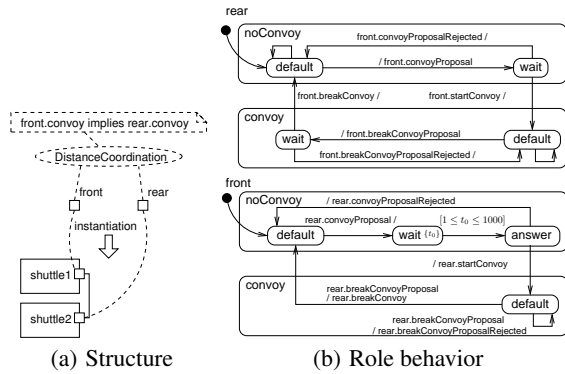 front.convoy implies rear.convoy
DistanceCoordination
front
rear
instantiation
shuttle1
shuttle2
(a) Structure
rear
noConvoy
front.convoyProposalRejected /
default
/ front.convoyProposal
wait
front.breakConvoy /
front.startConvoy /
convoy
/ front.breakConvoyProposal
wait
default
front.breakConvoyProposalRejected /
front
noConvoy
/ rear.convoyProposalRejected
rear.convoyProposal /
[1 ≤ t₀ ≤ 1000]
default
wait {t₀}
answer
/ rear.startConvoy
convoy
rear.breakConvoyProposal
/ rear.breakConvoy
default
rear.breakConvoyProposal
/ rear.breakConvoyProposalRejected
(b) Role behavior